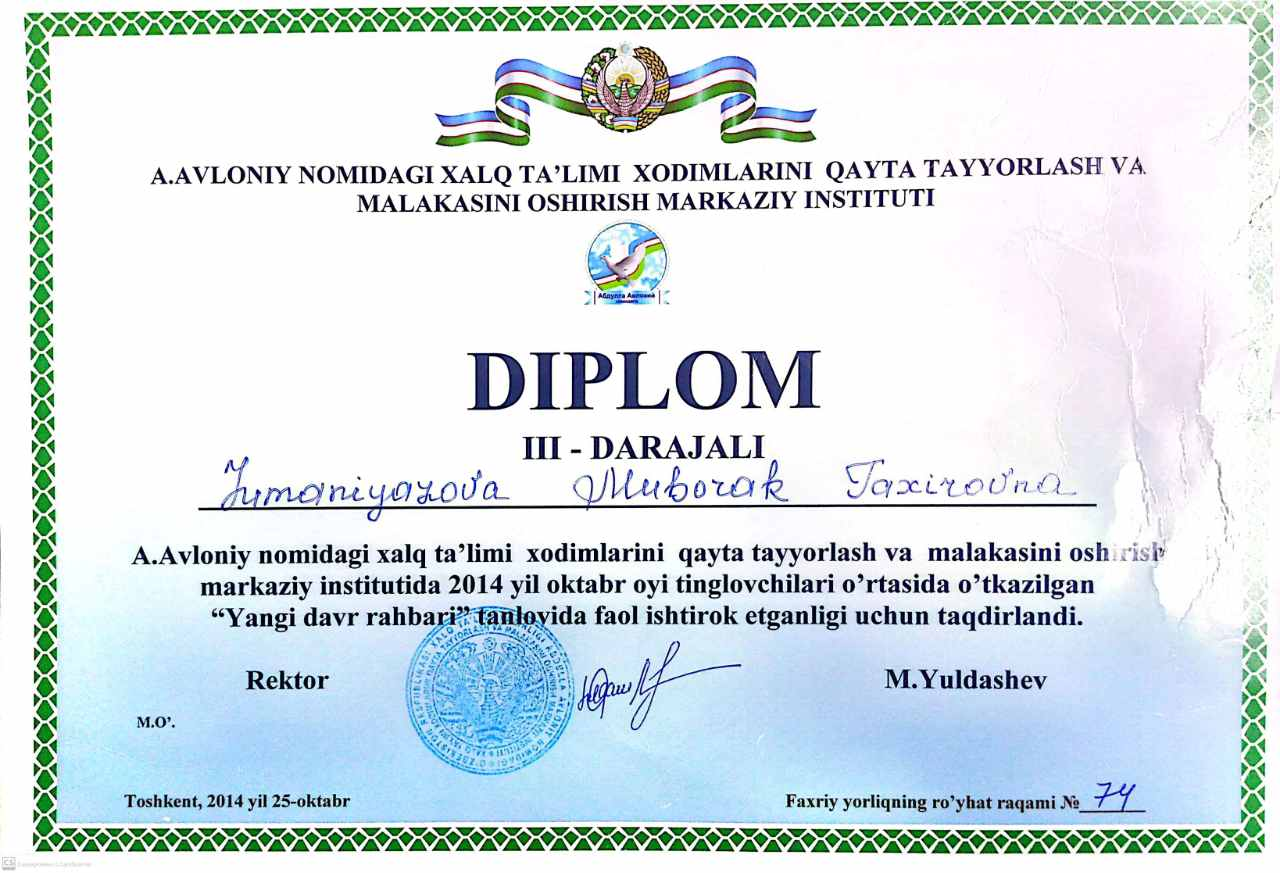 A.AVLONIY NOMIDAGI XALQ TA’LIMI XODIMLARINI QAYTA TAYYORLASH VA
MALAKASINI OSHIRISH MARKAZIY INSTITUTI
Абдулла Авлоний
DIPLOM
III - DARAJALI
Jumaniyazova Muborak Taxirovna
A.Avloniy nomidagi xalq ta’limi xodimlarini qayta tayyorlash va malakasini oshirish
markaziy institutida 2014 yil oktabr oyi tinglovchilari o’rtasida o’tkazilgan
“Yangi davr rahbari” tanlovida faol ishtirok etganligi uchun taqdirlandi.
Rektor M.Yuldashev
M.O’.
Toshkent, 2014 yil 25-oktabr Faxriy yorliqning ro’yhat raqami № 74
CS